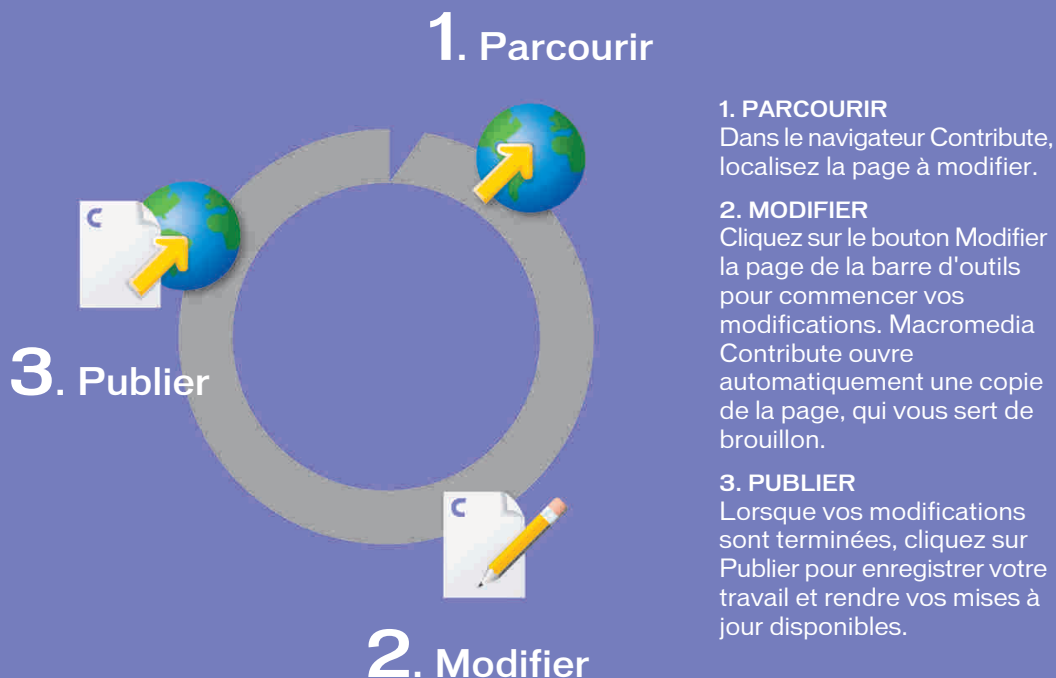 1. Parcourir
1. PARCOURIR
Dans le navigateur Contribute,
localisez la page à modifier.
2. MODIFIER
Cliquez sur le bouton Modifier
la page de la barre d'outils
pour commencer vos
modifications. Macromedia
Contribute ouvre
automatiquement une copie
de la page, qui vous sert de
brouillon.
3. PUBLIER
Lorsque vos modifications
sont terminées, cliquez sur
Publier pour enregistrer votre
travail et rendre vos mises à
jour disponibles.
C
3. Publier
C
2. Modifier